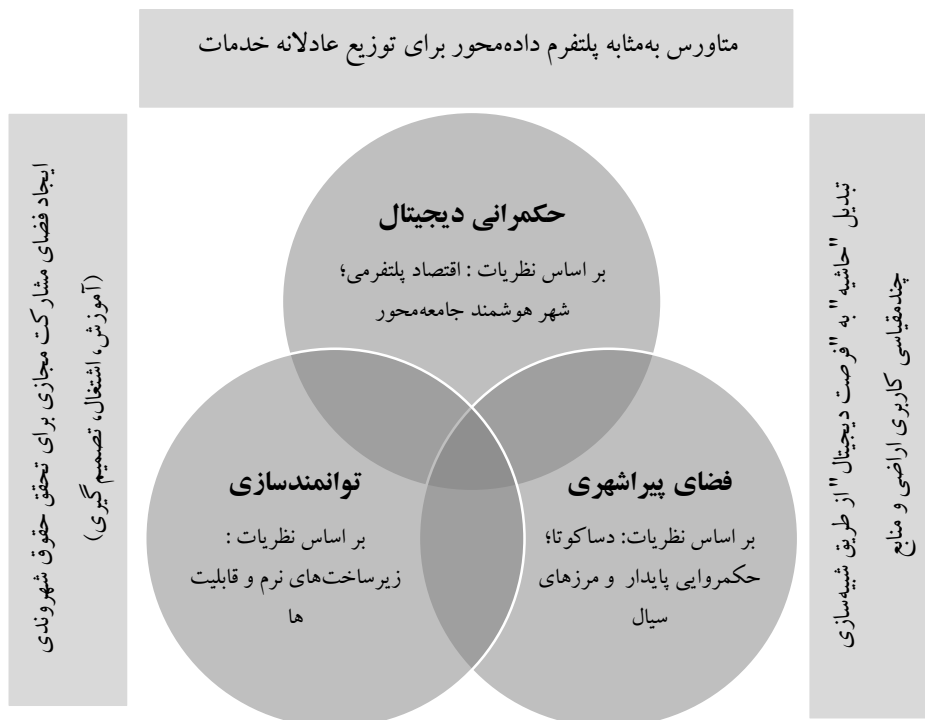 متاورس به‌مثابه پلتفرم داده‌محور برای توزیع عادلانه خدمات
تبدیل "حاشیه" به "فرصت دیجیتال" از طریق شبیه‌سازی
چندمقیاسی کاربری اراضی و منابع
حکمرانی دیجیتال
بر اساس نظریات : اقتصاد پلتفرمی؛
شهر هوشمند جامعه‌محور
فضای پیراشهری
بر اساس نظریات: دساکوتا؛
حکمروایی پایدار و مرزهای
سیال
توانمندسازی
بر اساس نظریات :
زیرساخت‌های نرم و قابلیت
ها
ایجاد فضای مشارکت مجازی برای تحقق حقوق شهروندی
(آموزش، اشتغال، تصمیم گیری)